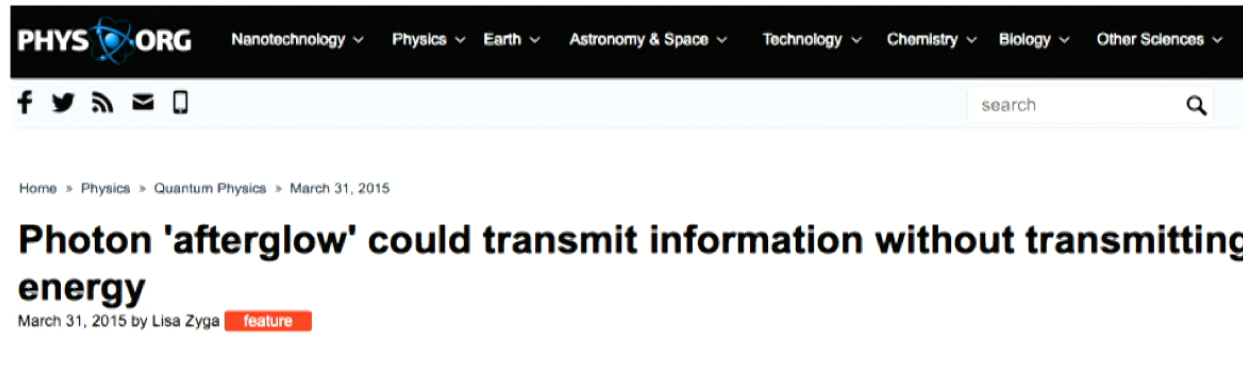 PHYS ORG Nanotechnology Physics Earth Astronomy & Space Technology Chemistry Biology Other Sciences
search
Home » Physics » Quantum Physics » March 31, 2015
Photon 'afterglow' could transmit information without transmitting
energy
March 31, 2015 by Lisa Zyga feature